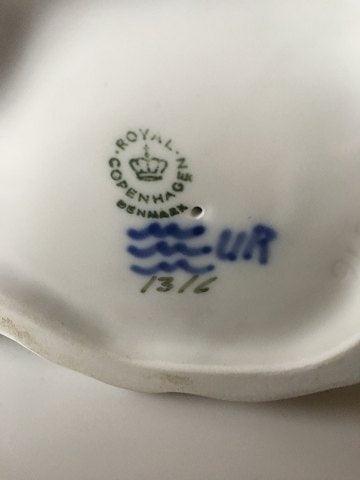 ROYAL
COPENHAGEN
DENMARK
UR
1316